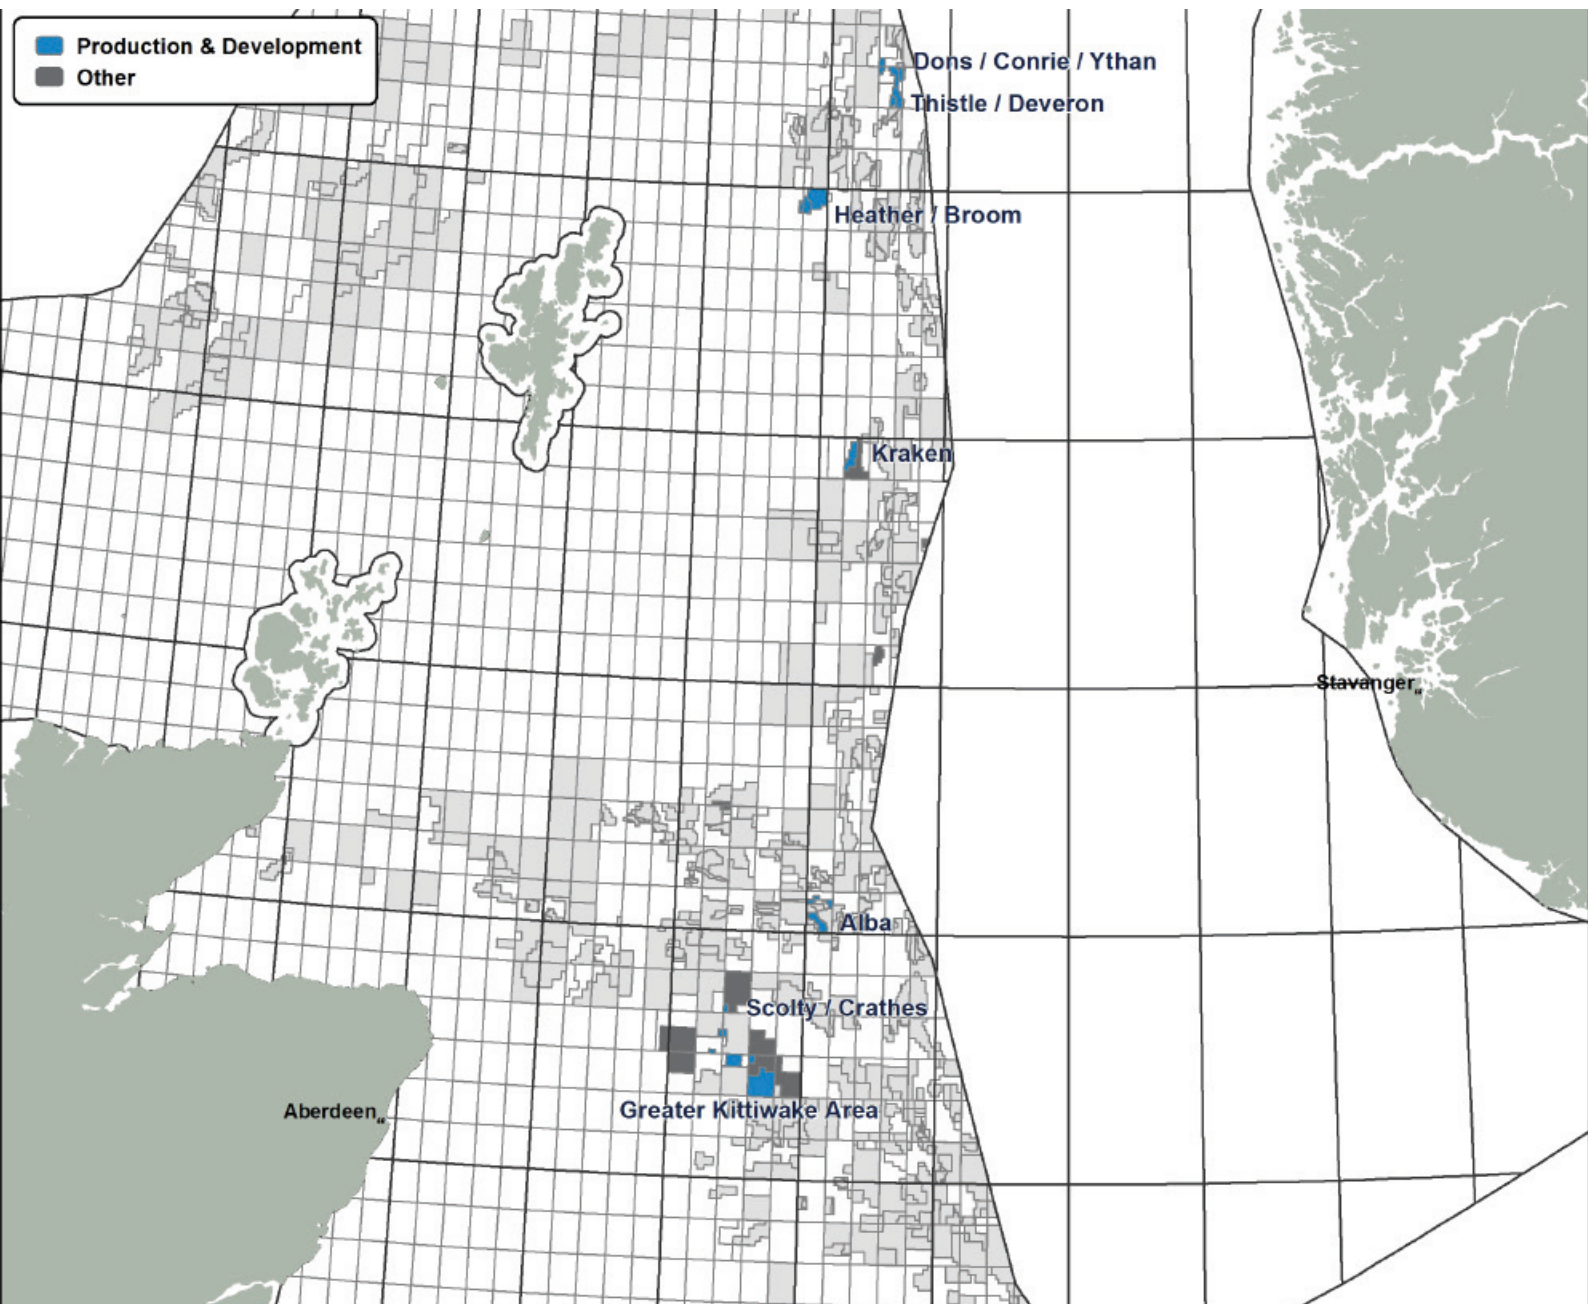 Production & Development
Other
Dons / Conrie / Ythan
Thistle / Deveron
Heather / Broom
Kraken
Stavanger
Alba
Scolty / Crathes
Greater Kittiwake Area
Aberdeen